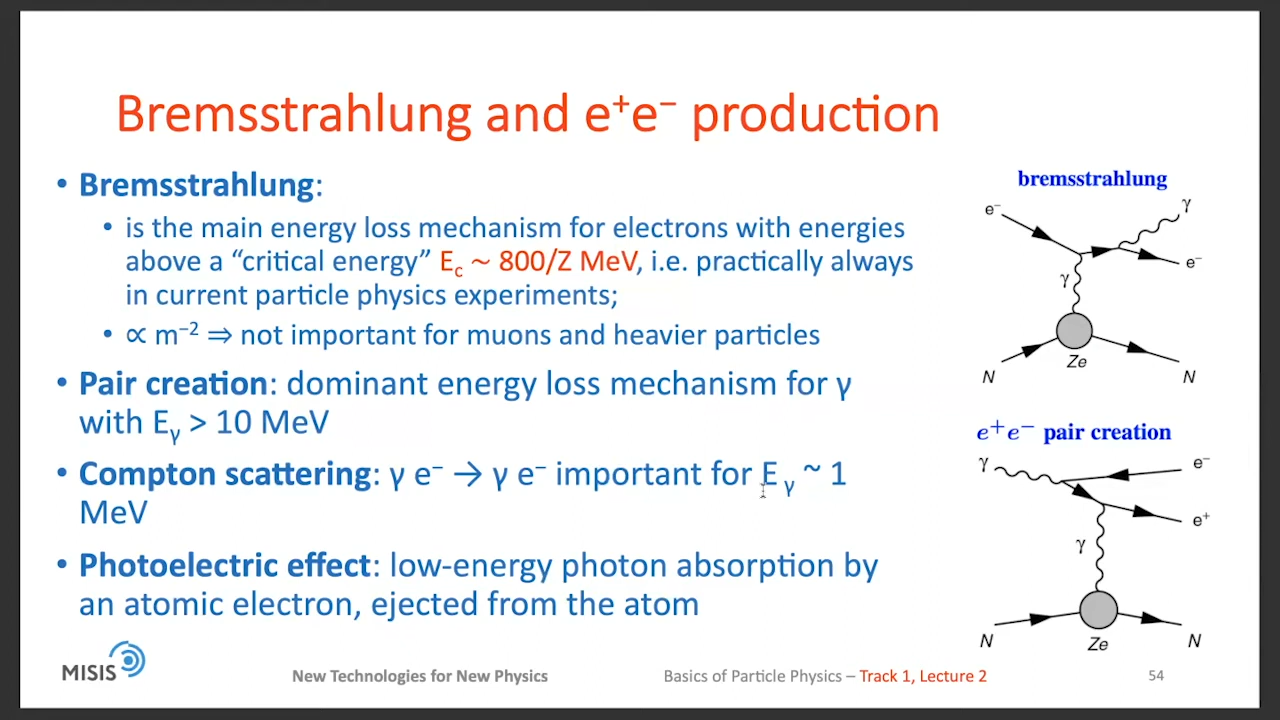 Bremsstrahlung and e⁺e⁻ production
• Bremsstrahlung:
• is the main energy loss mechanism for electrons with energies
above a “critical energy” E_c ∼ 800/Z MeV, i.e. practically always
in current particle physics experiments;
• ∝ m⁻² ⇒ not important for muons and heavier particles
• Pair creation: dominant energy loss mechanism for γ
with E_γ > 10 MeV
• Compton scattering: γ e⁻ → γ e⁻ important for E_γ ~ 1
MeV
• Photoelectric effect: low-energy photon absorption by
an atomic electron, ejected from the atom
bremsstrahlung
e⁻
γ
e⁻
γ
Ze
N
N
e⁺e⁻ pair creation
γ
e⁻
e⁺
γ
N
Ze
N
MISIS
New Technologies for New Physics
Basics of Particle Physics – Track 1, Lecture 2
54